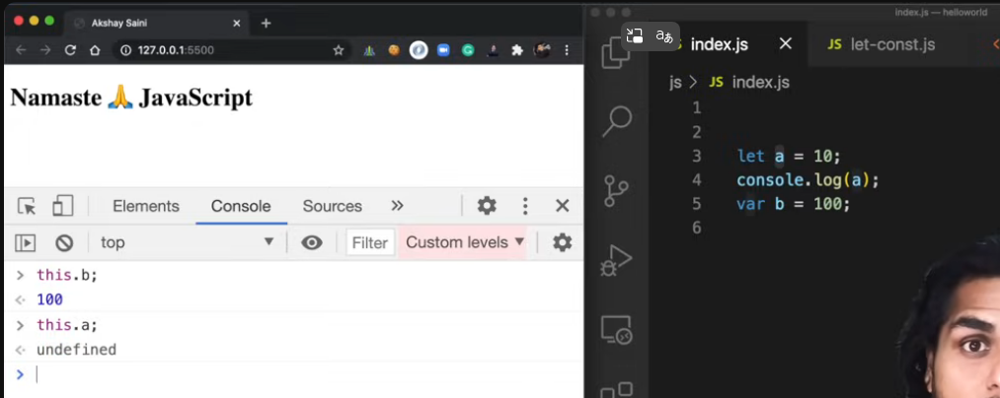 Akshay Saini
127.0.0.1:5500
Namaste 🙏 JavaScript
Elements Console Sources »
top Filter Custom levels ▼
> this.b;
100
> this.a;
undefined
>
index.js — helloworld
JS index.js
JS let-const.js
js > JS index.js
1
2
3 let a = 10;
4 console.log(a);
5 var b = 100;
6